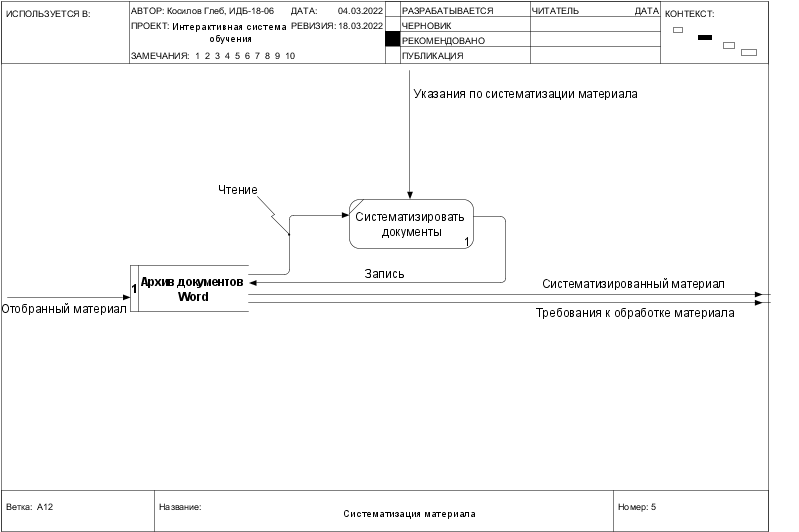 ИСПОЛЬЗУЕТСЯ В:
АВТОР: Косилов Глеб, ИДБ-18-06
ДАТА: 04.03.2022
ПРОЕКТ: Интерактивная система обучения
РЕВИЗИЯ: 18.03.2022
ЗАМЕЧАНИЯ: 1 2 3 4 5 6 7 8 9 10
РАЗРАБАТЫВАЕТСЯ
ЧЕРНОВИК
РЕКОМЕНДОВАНО
ПУБЛИКАЦИЯ
ЧИТАТЕЛЬ ДАТА
КОНТЕКСТ:
Указания по систематизации материала
Чтение
Систематизировать
документы
1
Запись
1
Архив документов
Word
Отобранный материал
Систематизированный материал
Требования к обработке материала
Ветка: A12
Название:
Систематизация материала
Номер: 5